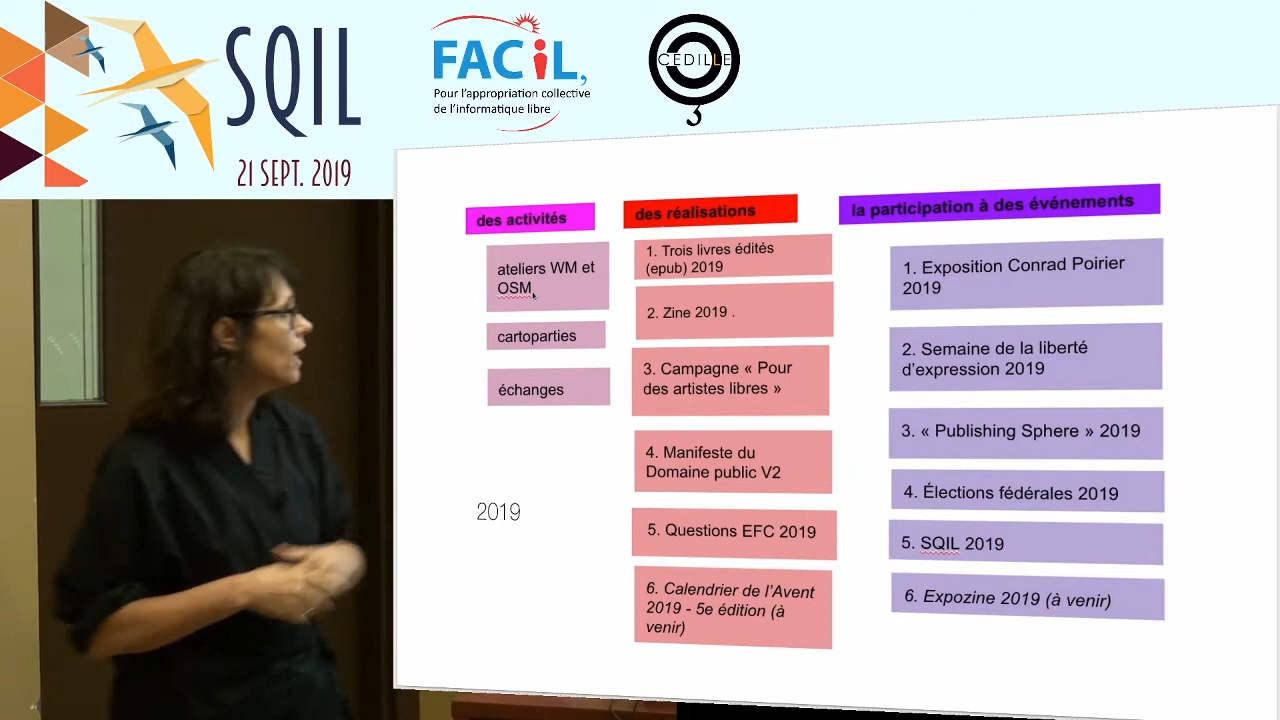 SQIL
21 SEPT. 2019
FACiL,
Pour l'appropriation collective
de l'informatique libre
CEDILLE
3
des activités
ateliers WM et
OSM
cartoparties
échanges
2019
des réalisations
1. Trois livres édités
(epub) 2019
2. Zine 2019 .
3. Campagne « Pour
des artistes libres »
4. Manifeste du
Domaine public V2
5. Questions EFC 2019
6. Calendrier de l'Avent
2019 - 5e édition (à
venir)
la participation à des événements
1. Exposition Conrad Poirier
2019
2. Semaine de la liberté
d'expression 2019
3. « Publishing Sphere » 2019
4. Élections fédérales 2019
5. SQIL 2019
6. Expozine 2019 (à venir)